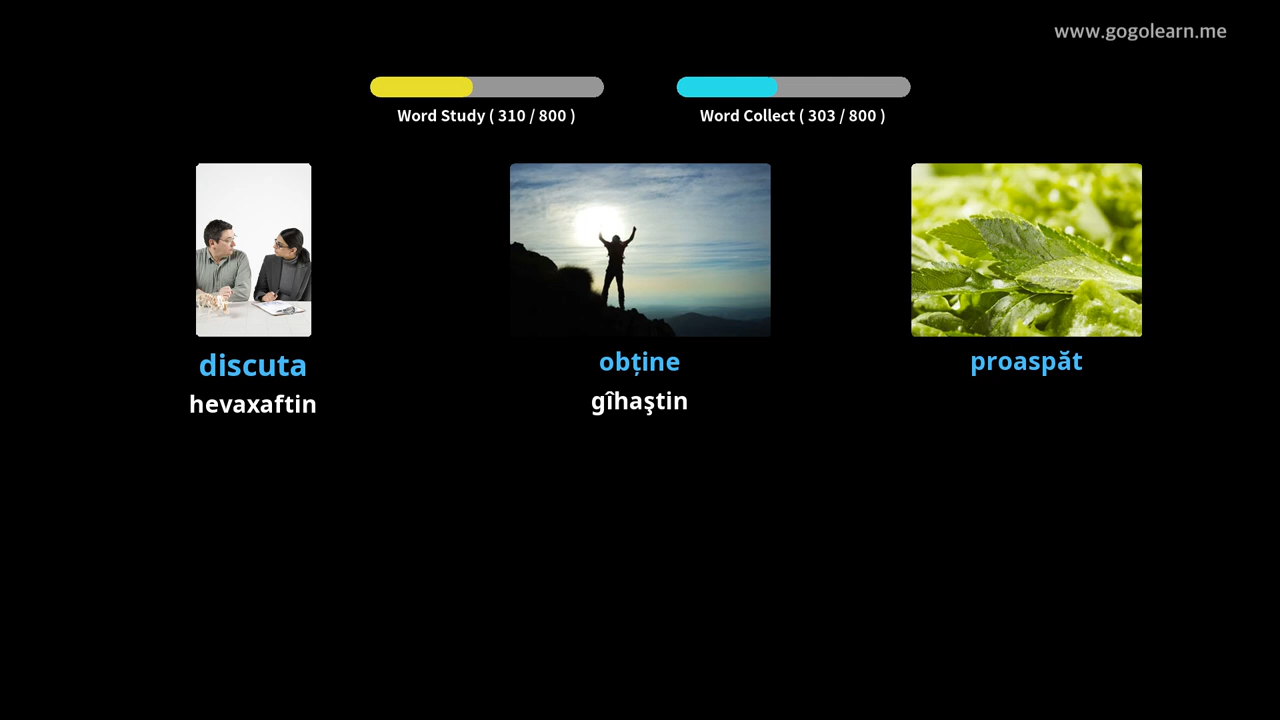 www.gogolearn.me
Word Study ( 310 / 800 )
Word Collect ( 303 / 800 )
discuta
hevaxaftin
obține
gîhaştin
proaspăt